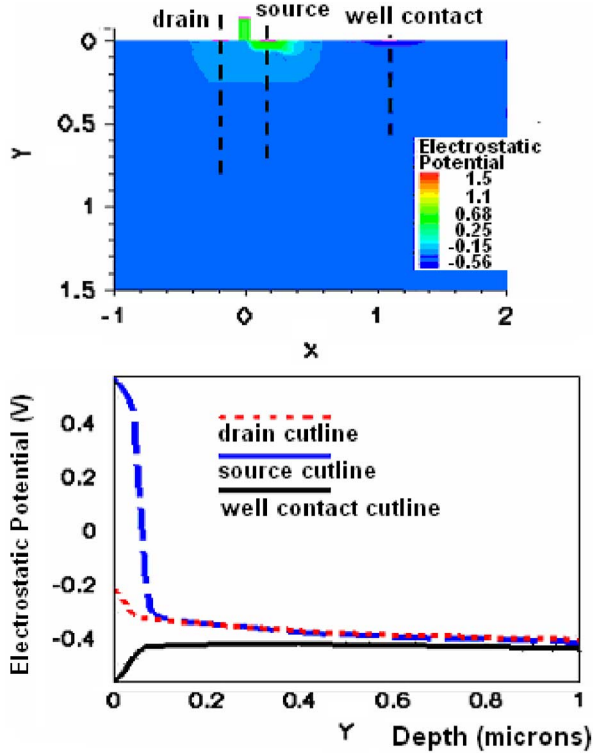 drain
source
well contact
0
0.5
1
1.5
Y
-1
0
1
2
X
Electrostatic
Potential
1.5
1.1
0.68
0.25
-0.15
-0.56
Electrostatic Potential (V)
0.4
0.2
0
-0.2
-0.4
drain cutline
source cutline
well contact cutline
0
0.2
0.4
0.6
0.8
1
Y Depth (microns)